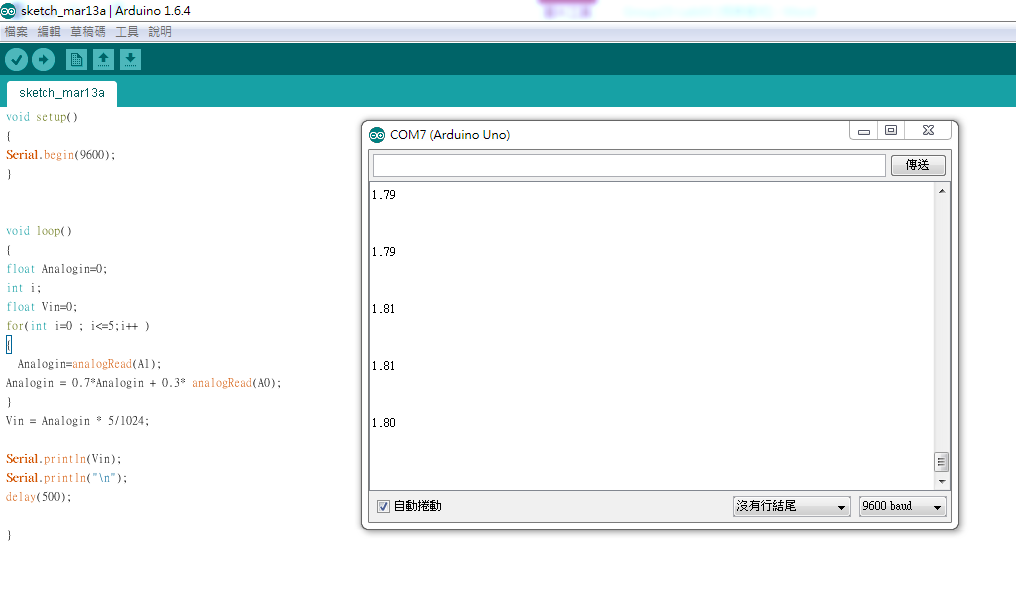 sketch_mar13a | Arduino 1.6.4
檔案 編輯 草稿碼 工具 說明
sketch_mar13a
void setup()
{
Serial.begin(9600);
}
void loop()
{
float Analogin=0;
int i;
float Vin=0;
for(int i=0 ; i<=5;i++ )
{
Analogin=analogRead(A1);
Analogin = 0.7*Analogin + 0.3* analogRead(A0);
}
Vin = Analogin * 5/1024;
Serial.println(Vin);
Serial.println("\n");
delay(500);
}
COM7 (Arduino Uno)
傳送
1.79
1.79
1.81
1.81
1.80
自動捲動
沒有行結尾
9600 baud